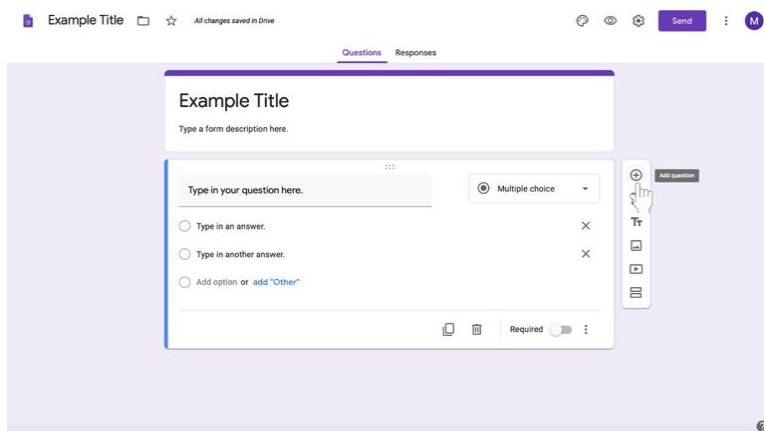 Example Title
All changes saved in Drive
Send
M
Questions Responses
Example Title
Type a form description here.
Type in your question here.
Multiple choice
Add question
Type in an answer.
Tт
Type in another answer.
Add option or add "Other"
Required